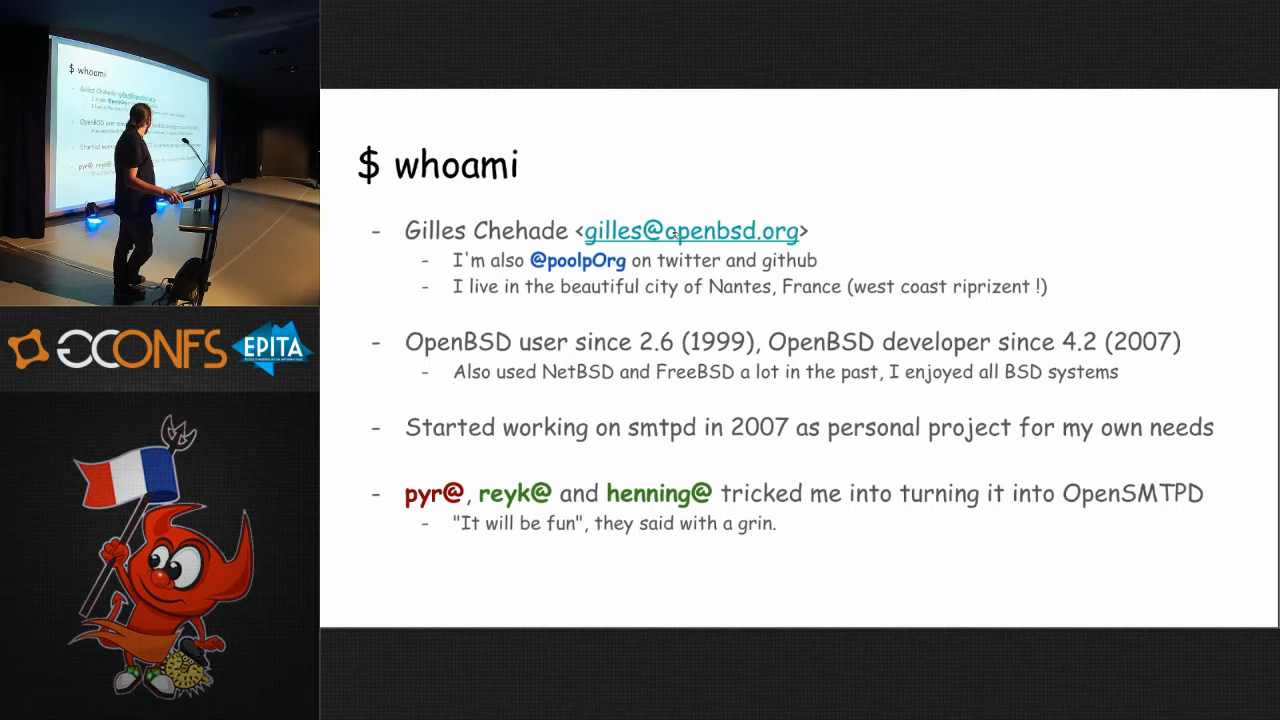 $ whoami
- Gilles Chehade <gilles@openbsd.org>
- I'm also @poolpOrg on twitter and github
- I live in the beautiful city of Nantes, France (west coast riprizent !)
- OpenBSD user since 2.6 (1999), OpenBSD developer since 4.2 (2007)
- Also used NetBSD and FreeBSD a lot in the past, I enjoyed all BSD systems
- Started working on smtpd in 2007 as personal project for my own needs
- pyr@, reyk@ and henning@ tricked me into turning it into OpenSMTPD
- "It will be fun", they said with a grin.
$ whoami
GCONFS
EPITA